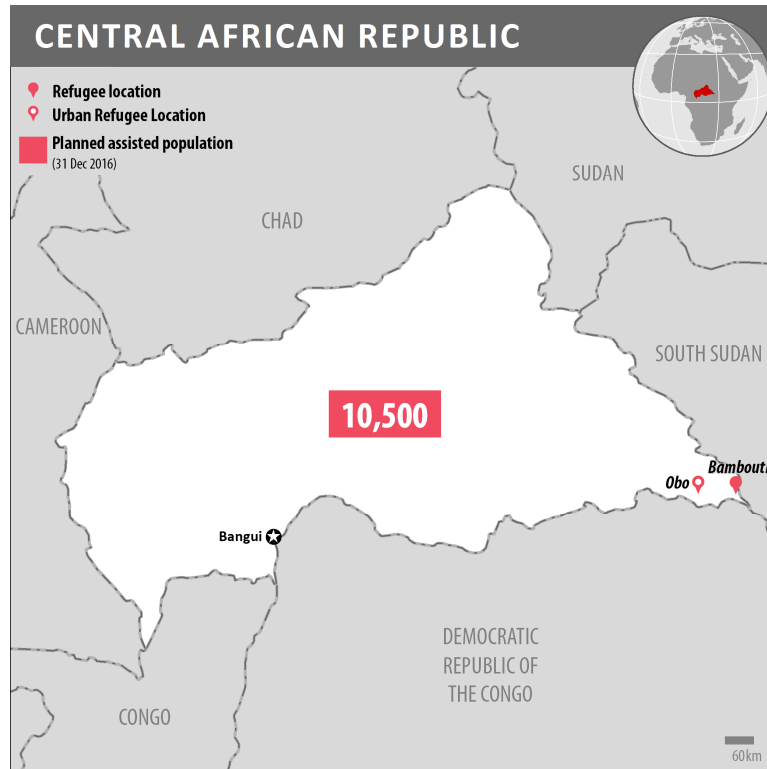 CENTRAL AFRICAN REPUBLIC
Refugee location
Urban Refugee Location
Planned assisted population
(31 Dec 2016)
SUDAN
CHAD
CAMEROON
SOUTH SUDAN
10,500
Bambouti
Obo
Bangui
DEMOCRATIC
REPUBLIC OF
THE CONGO
CONGO
60km